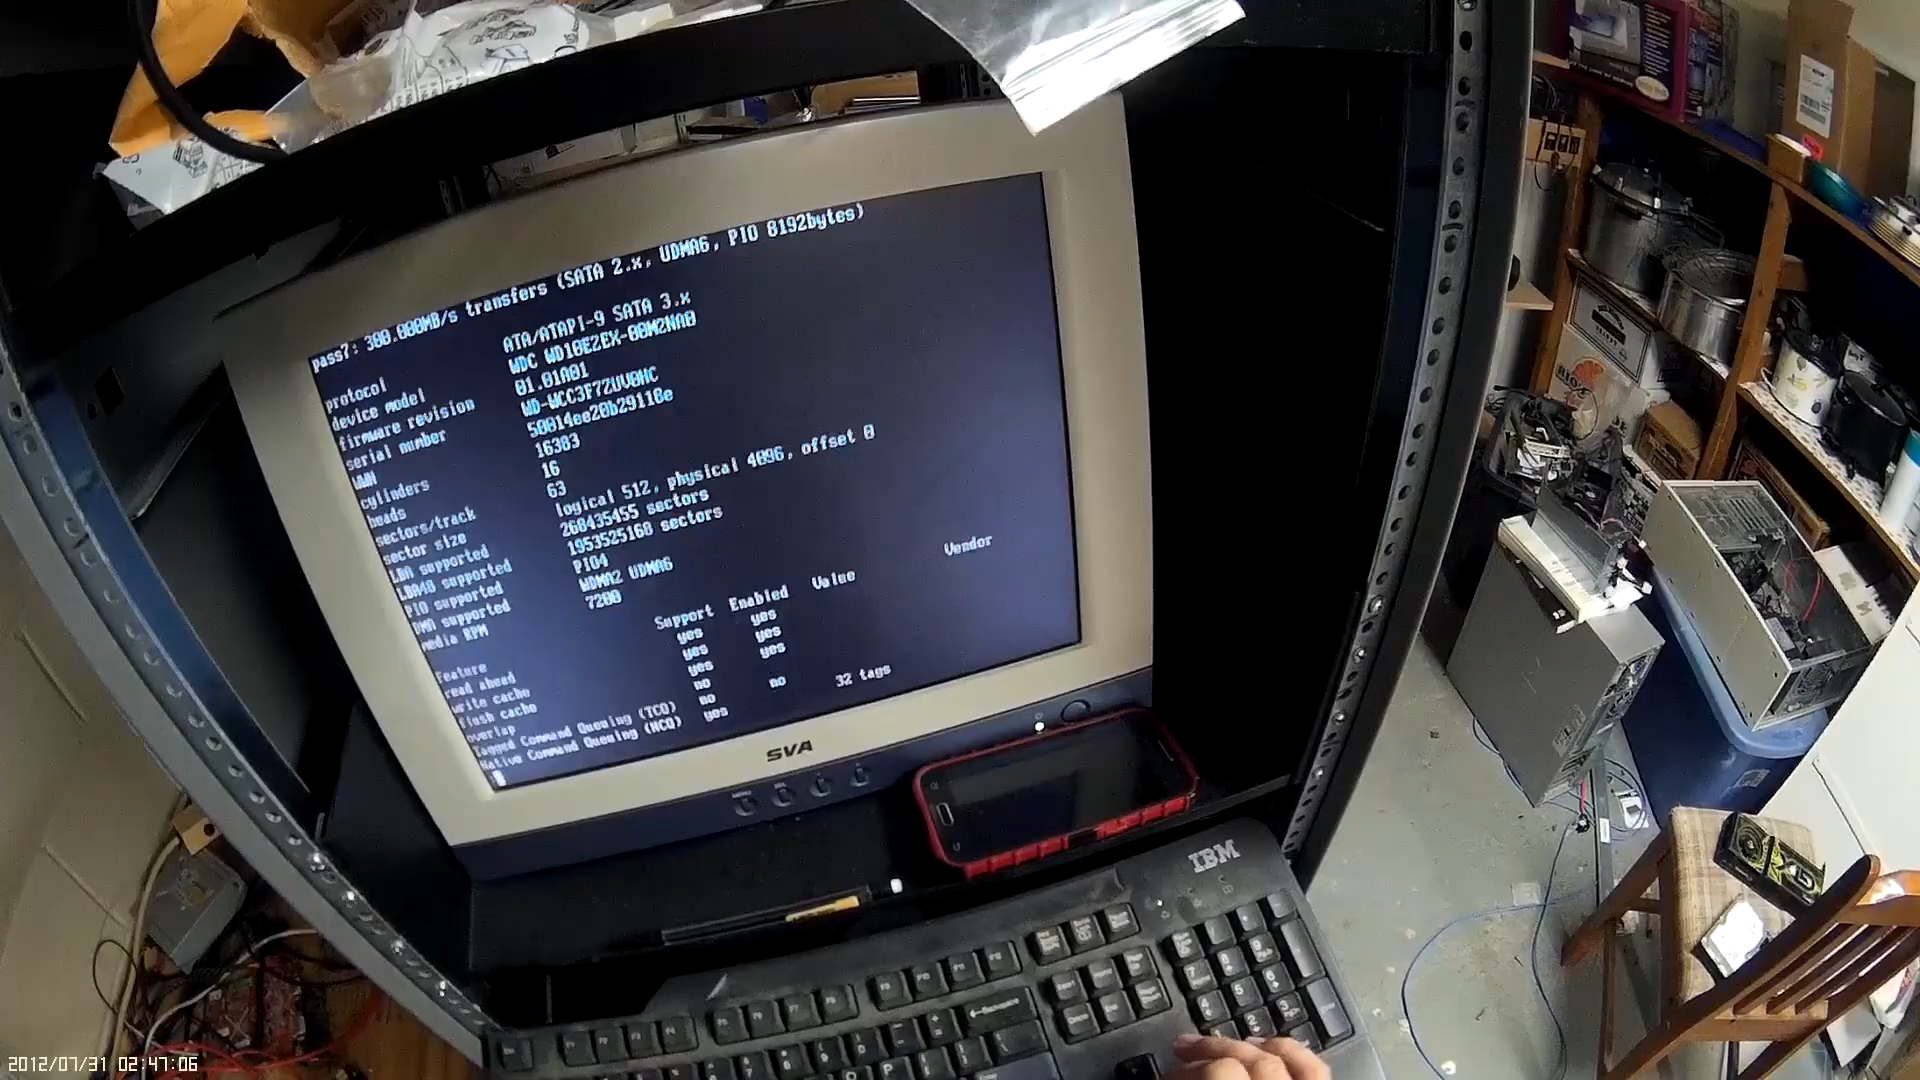 pass7: 300.000MB/s transfers (SATA 2.x, UDMA6, PIO 8192bytes)
protocol ATA/ATAPI-9 SATA 3.x
device model WDC WD10EZEX-00M2NA0
firmware revision 01.01A01
serial number WD-WCC3F7ZUV0HC
WWN 50014ee20b29118e
cylinders 16383
heads 16
sectors/track 63
sector size logical 512, physical 4096, offset 0
LBA supported 268435455 sectors
LBA48 supported 1953525168 sectors
PIO supported PIO4
DMA supported WDMA2 UDMA6
media RPM 7200
Feature Support Enabled Value Vendor
read ahead yes yes
write cache yes yes
flush cache yes yes
overlap no
Tagged Command Queuing (TCQ) no no
Native Command Queuing (NCQ) yes 32 tags
SVA
IBM
2012/07/31 02:47:06